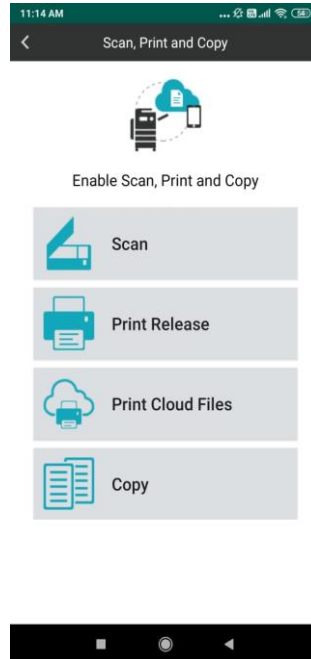 11:14 AM
... 58
Scan, Print and Copy
Enable Scan, Print and Copy
Scan
Print Release
Print Cloud Files
Copy